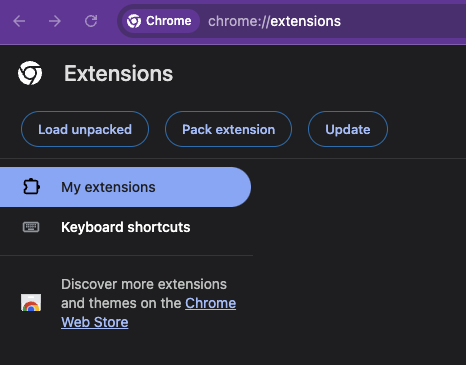 Chrome
chrome://extensions
Extensions
Load unpacked
Pack extension
Update
My extensions
Keyboard shortcuts
Discover more extensions
and themes on the Chrome
Web Store